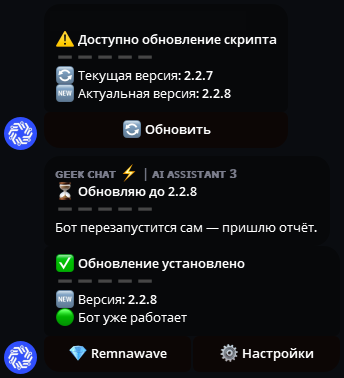 ⚠️ Доступно обновление скрипта
➖➖➖➖➖
🔄 Текущая версия: 2.2.7
🆕 Актуальная версия: 2.2.8
🔄 Обновить
GEEK CHAT ⚡ | AI ASSISTANT 3
⏳ Обновляю до 2.2.8
➖➖➖➖➖
Бот перезапустится сам — пришлю отчёт.
✅ Обновление установлено
➖➖➖➖➖
🆕 Версия: 2.2.8
🟢 Бот уже работает
💎 Remnawave
⚙️ Настройки